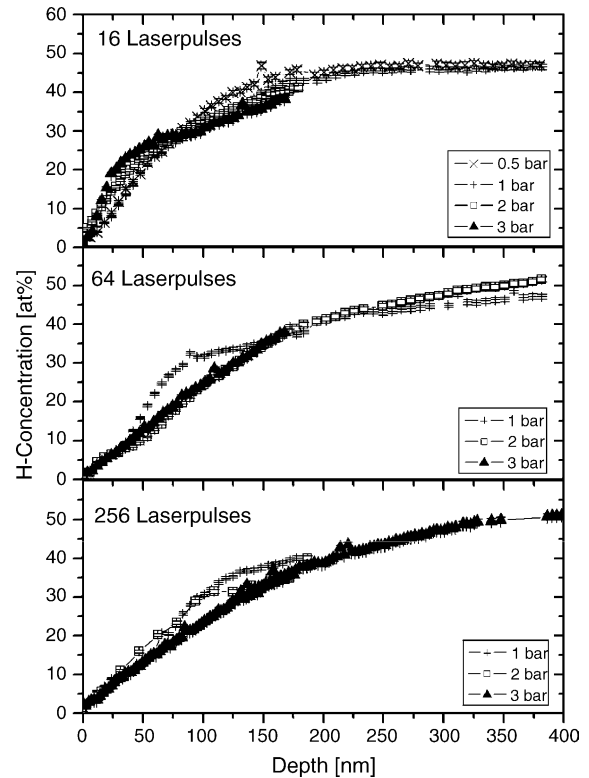 16 Laserpulses
60
50
40
30
20
10
0
0.5 bar
1 bar
2 bar
3 bar
64 Laserpulses
50
40
30
20
10
0
1 bar
2 bar
3 bar
256 Laserpulses
50
40
30
20
10
0
1 bar
2 bar
3 bar
0 50 100 150 200 250 300 350 400
H-Concentration [at%]
Depth [nm]